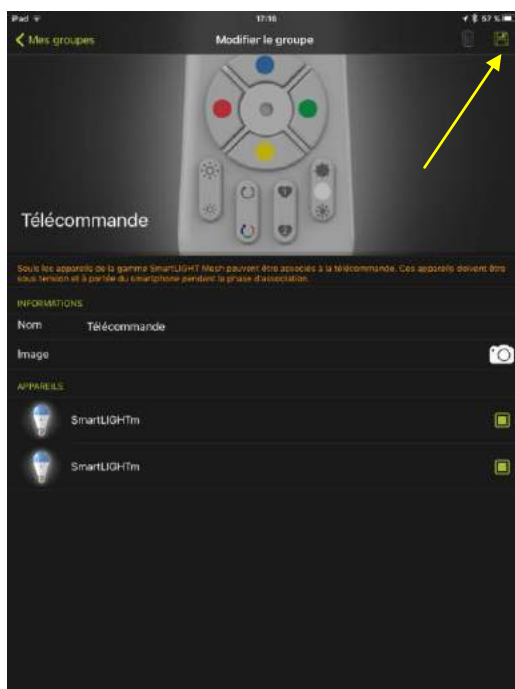 iPad 17:16 57 %
Mes groupes Modifier le groupe
Télécommande
Seuls les appareils de la gamme SmartLIGHT Mesh peuvent être associés à la télécommande. Ces appareils doivent être
sous tension et à portée du smartphone pendant la phase d'association.
INFORMATIONS
Nom Télécommande
Image
APPAREILS
SmartLIGHTm
SmartLIGHTm